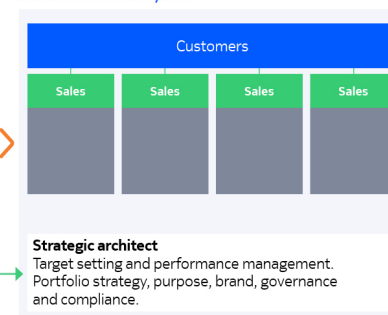 Customers
Sales Sales Sales Sales
Strategic architect
Target setting and performance management.
Portfolio strategy, purpose, brand, governance
and compliance.